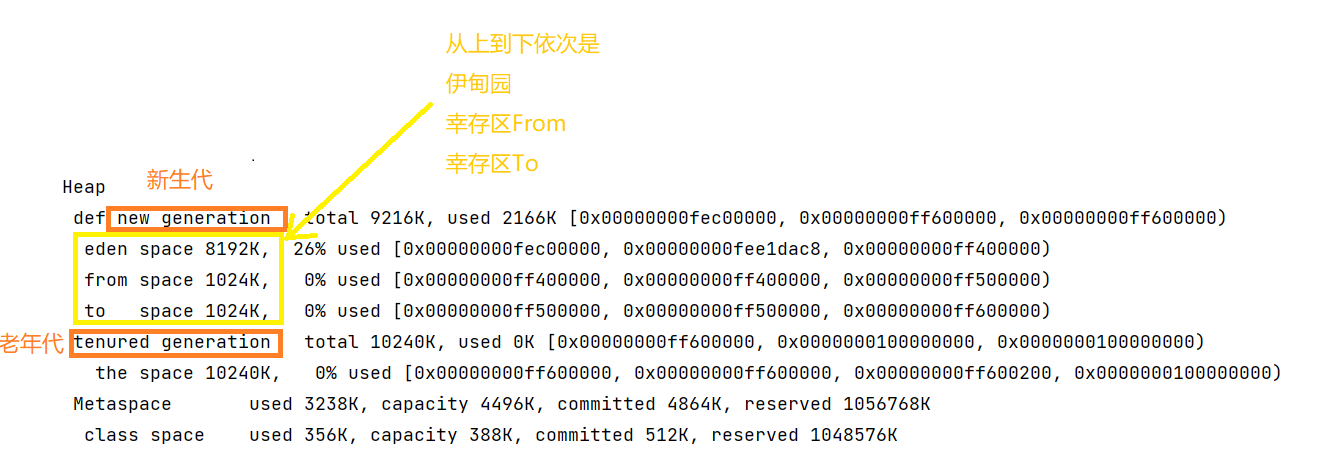 从上到下依次是
伊甸园
幸存区From
幸存区To
新生代
Heap
def new generation total 9216K, used 2166K [0x00000000fec00000, 0x00000000ff600000, 0x00000000ff600000)
eden space 8192K, 26% used [0x00000000fec00000, 0x00000000fee1dac8, 0x00000000ff400000)
from space 1024K, 0% used [0x00000000ff400000, 0x00000000ff400000, 0x00000000ff500000)
to space 1024K, 0% used [0x00000000ff500000, 0x00000000ff500000, 0x00000000ff600000)
老年代 tenured generation total 10240K, used 0K [0x00000000ff600000, 0x0000000100000000, 0x0000000100000000)
the space 10240K, 0% used [0x00000000ff600000, 0x00000000ff600000, 0x00000000ff600200, 0x0000000100000000)
Metaspace used 3238K, capacity 4496K, committed 4864K, reserved 1056768K
class space used 356K, capacity 388K, committed 512K, reserved 1048576K